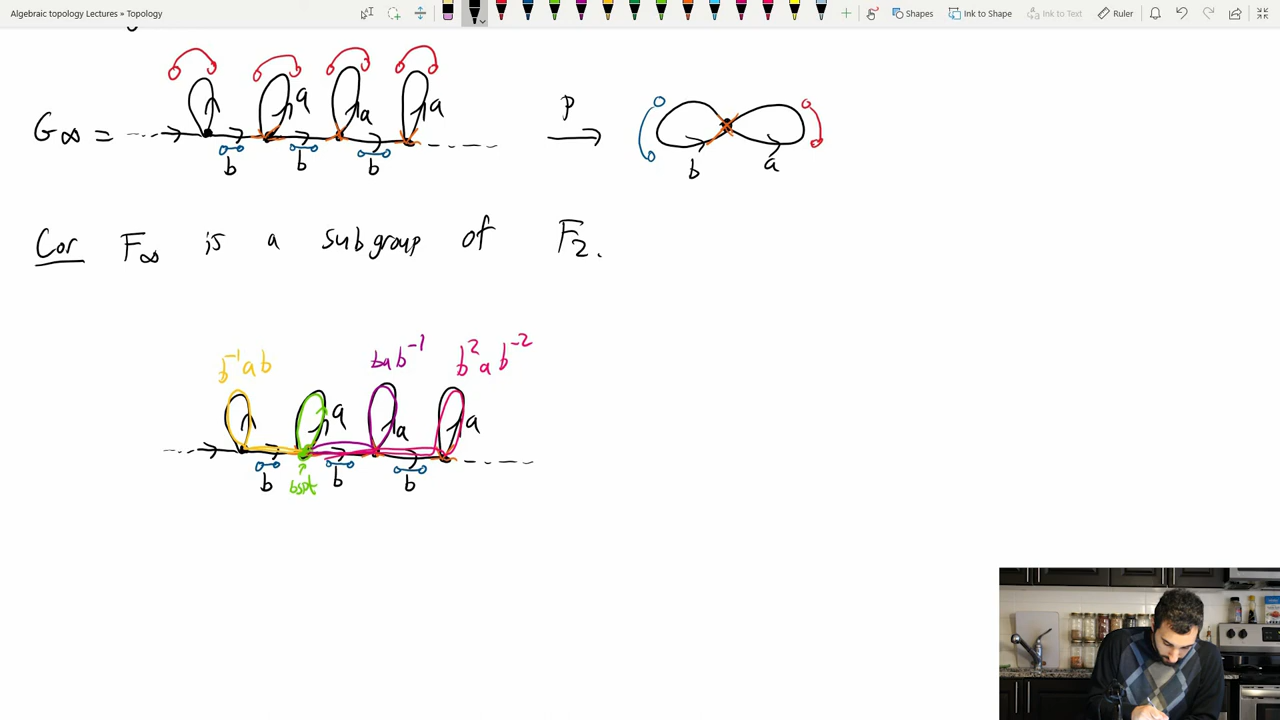 Algebraic topology Lectures » Topology
Shapes
Ink to Shape
Ink to Text
Ruler
a a a
G∞ = p
b b b b a
Cor F∞ is a subgroup of F₂.
b⁻¹ab bab⁻¹ b²ab⁻²
a a a
b bspt b b